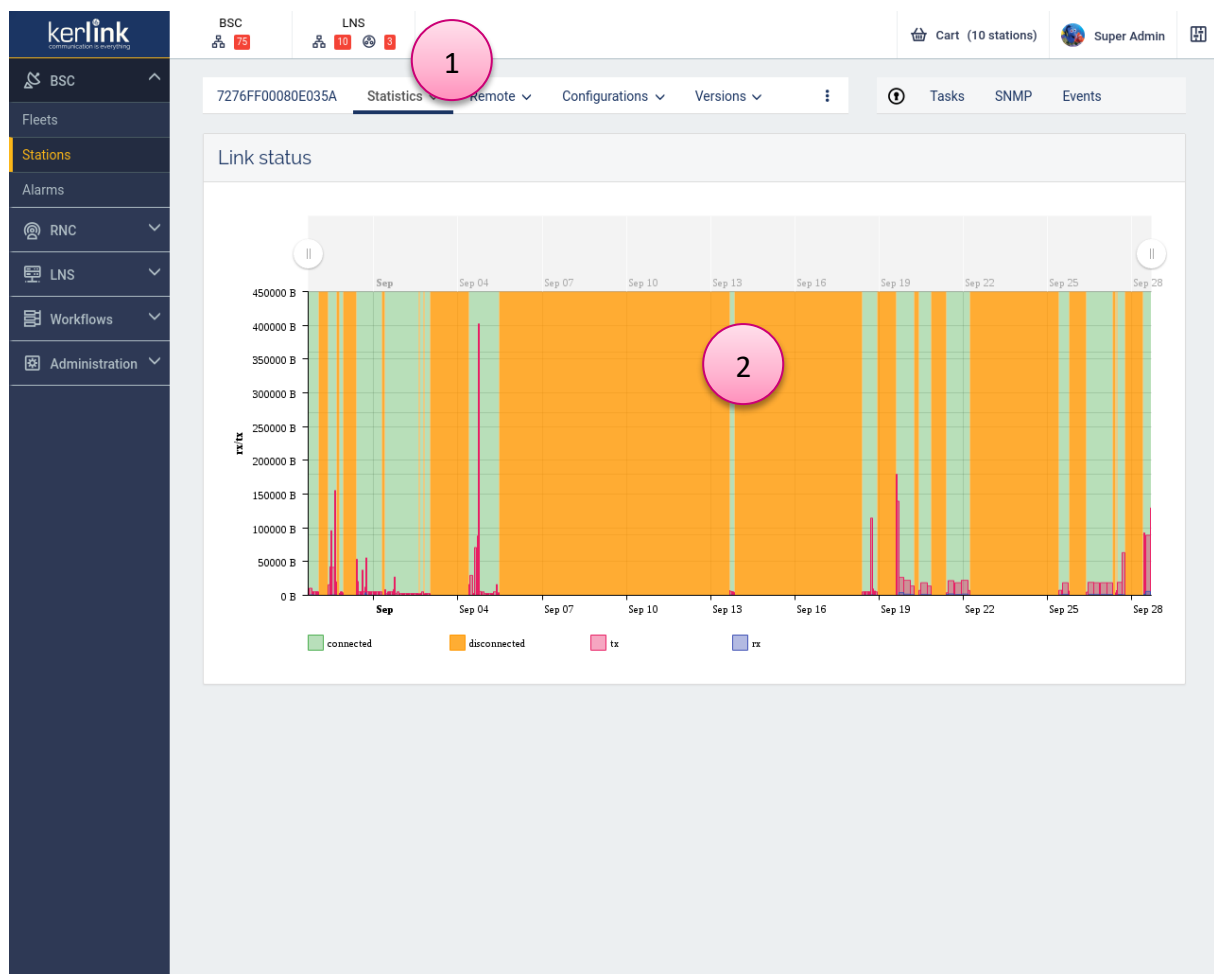 kerlink
communication is everything
BSC
75
LNS
10 3
1
Cart (10 stations)
Super Admin
BSC
Fleets
Stations
Alarms
RNC
LNS
Workflows
Administration
7276FF00080E035A Statistics Remote Configurations Versions
Tasks SNMP Events
Link status
Sep Sep 04 Sep 07 Sep 10 Sep 13 Sep 16 Sep 19 Sep 22 Sep 25 Sep 28
450000 B
400000 B
350000 B
300000 B
250000 B
200000 B
150000 B
100000 B
50000 B
0 B
rx/tx
2
Sep Sep 04 Sep 07 Sep 10 Sep 13 Sep 16 Sep 19 Sep 22 Sep 25 Sep 28
connected disconnected tx rx